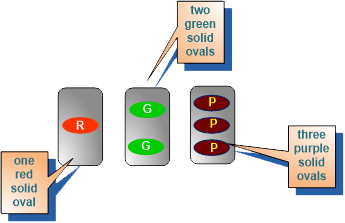 two
green
solid
ovals
R
G
G
P
P
P
one
red
solid
oval
three
purple
solid
ovals